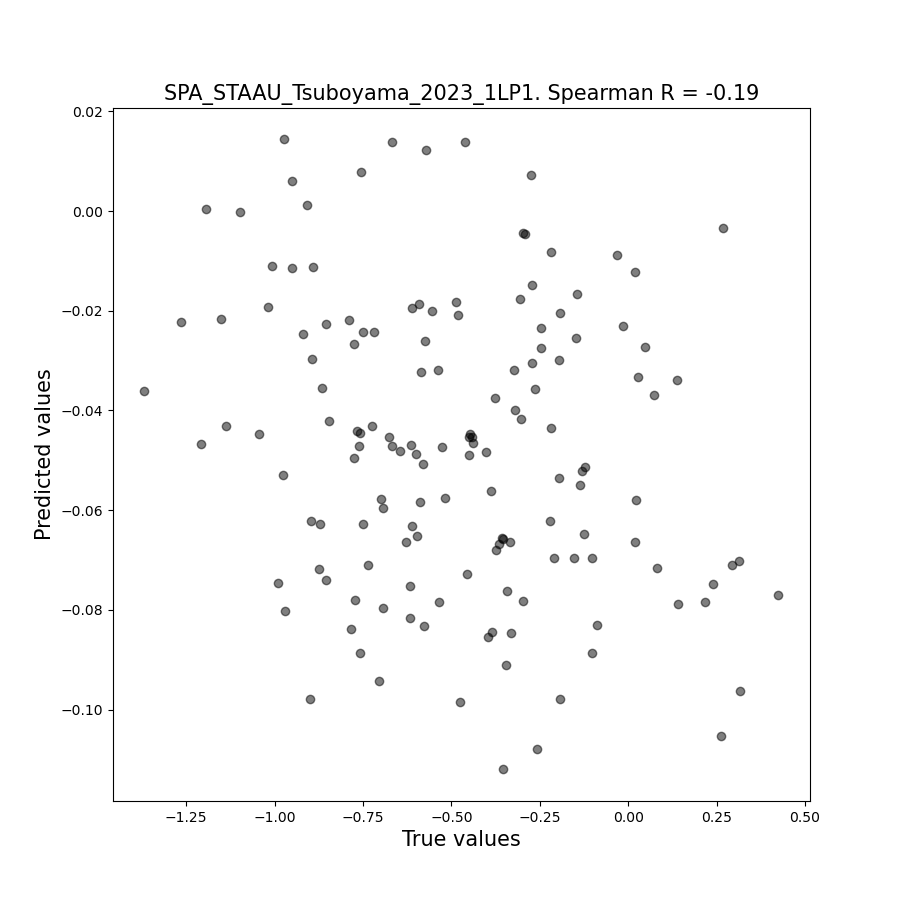 SPA_STAAU_Tsuboyama_2023_1LP1. Spearman R = -0.19
0.02
0.00
−0.02
−0.04
−0.06
−0.08
−0.10
Predicted values
−1.25 −1.00 −0.75 −0.50 −0.25 0.00 0.25 0.50
True values